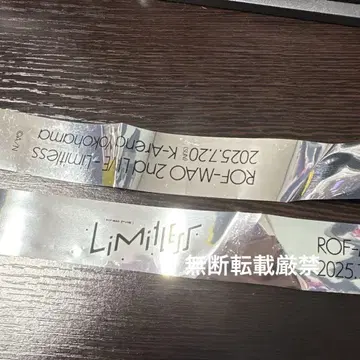 ROF-MAO 2nd LIVE - Limitless
2025.7.20 K-Arena Yokohama
LiMiTLESS
ROF-
2025.7
無断転載厳禁